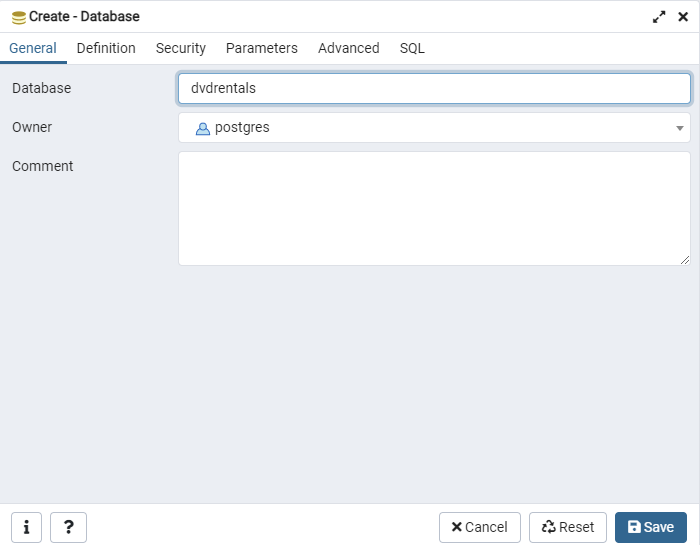 Create - Database
General Definition Security Parameters Advanced SQL
Database dvdrentals
Owner postgres
Comment
i ? Cancel Reset Save